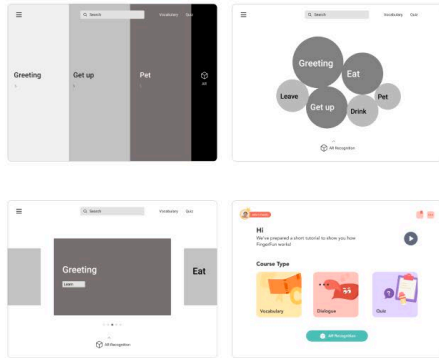 Search
Vocabulary Quiz
Greeting
Get up
Pet
AR
Search
Vocabulary Quiz
Greeting
Eat
Leave
Get up
Drink
Pet
AR Recognition
Search
Vocabulary Quiz
Greeting
Learn
Eat
AR Recognition
Hi
We've prepared a short tutorial to show you how
FingerFun works!
Course Type
Vocabulary
Dialogue
Quiz
AR Recognition